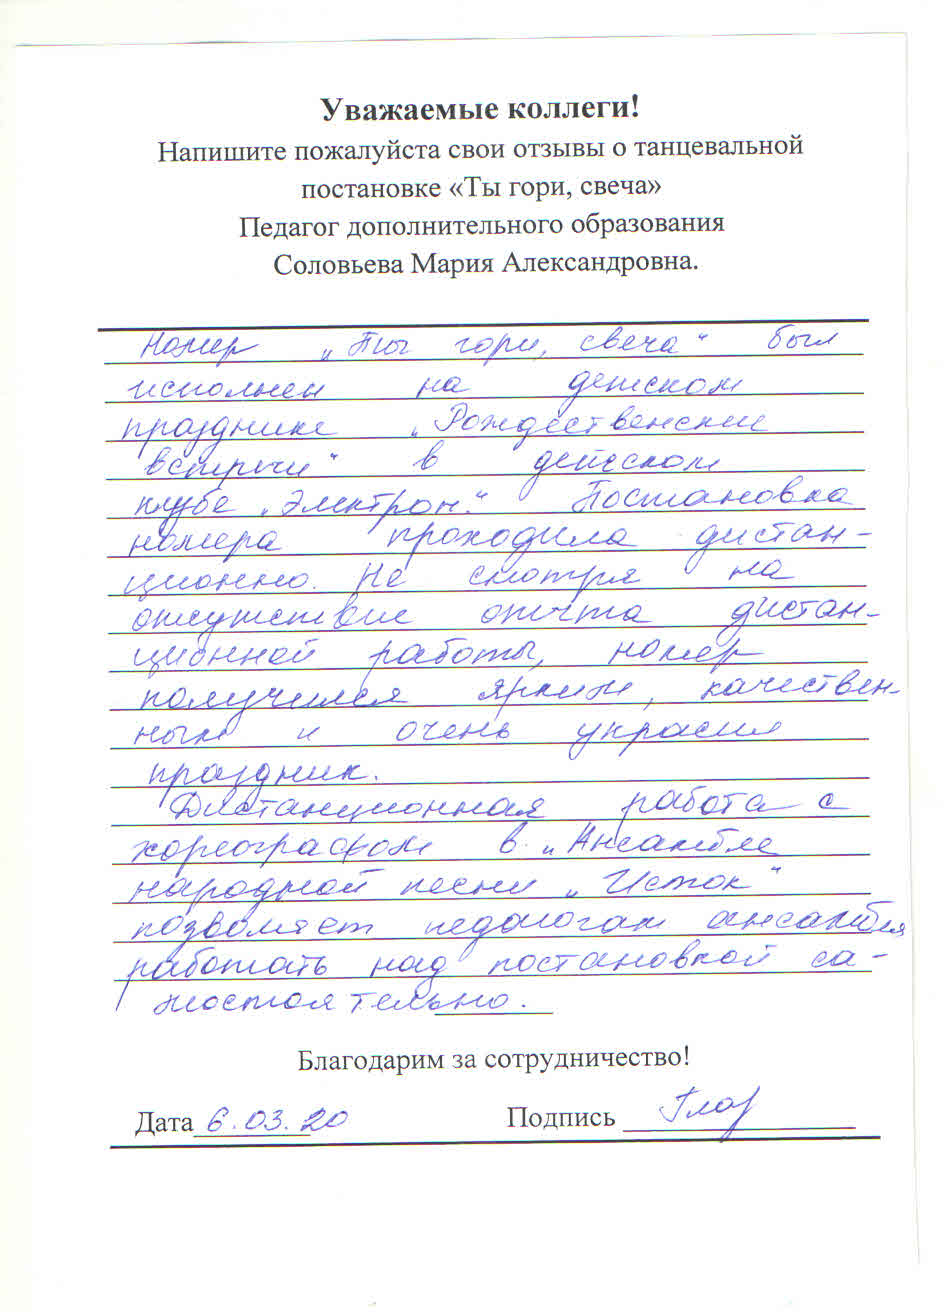 Уважаемые коллеги!
Напишите пожалуйста свои отзывы о танцевальной
постановке «Ты гори, свеча»
Педагог дополнительного образования
Соловьева Мария Александровна.
Номер „Ты гори, свеча“ был
исполнен на детском
празднике „Рождественские
встречи“ в детском
клубе „Электрон“. Постановка
номера проходила дистан-
ционно. Не смотря на
отсутствие опыта дистан-
ционной работы, номер
получился ярким, качествен-
ным и очень украсил
праздник.
Дистанционная работа с
хореографом в „Ансамбле
народной песни „Исток“
позволяет педагогам ансамбля
работать над постановкой са-
мостоятельно.
Благодарим за сотрудничество!
Дата 6.03.20 Подпись